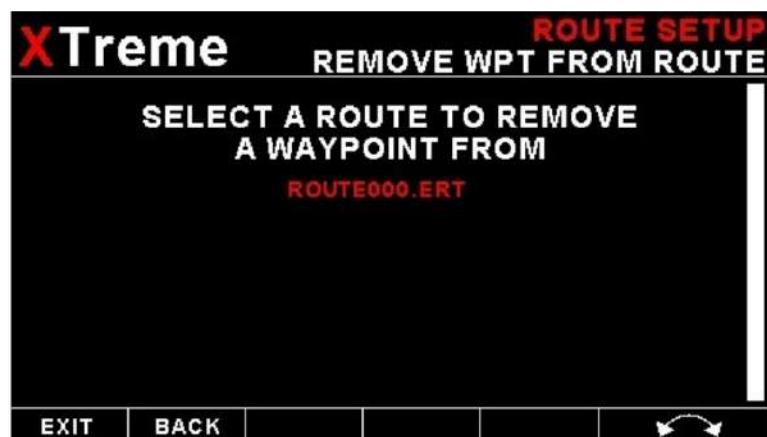 XTreme
ROUTE SETUP
REMOVE WPT FROM ROUTE
SELECT A ROUTE TO REMOVE
A WAYPOINT FROM
ROUTE000.ERT
EXIT BACK